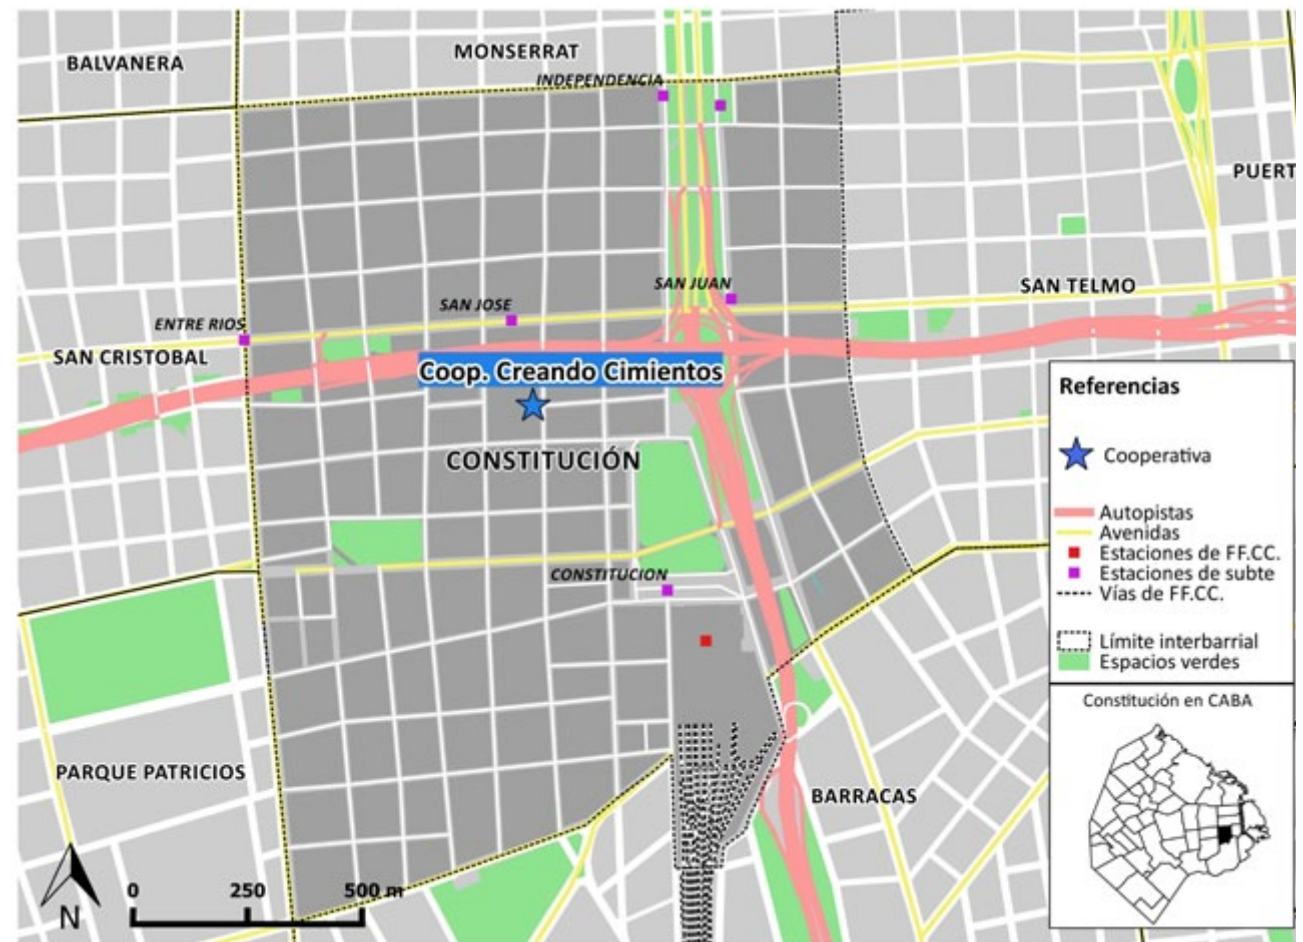 BALVANERA
MONSERRAT
INDEPENDENCIA
PUERT
SAN JUAN
SAN TELMO
SAN JOSE
ENTRE RIOS
SAN CRISTOBAL
Coop. Creando Cimientos
CONSTITUCIÓN
CONSTITUCION
PARQUE PATRICIOS
BARRACAS
N
0 250 500 m
Referencias
Cooperativa
Autopistas
Avenidas
Estaciones de FF.CC.
Estaciones de subte
Vías de FF.CC.
Límite interbarrial
Espacios verdes
Constitución en CABA